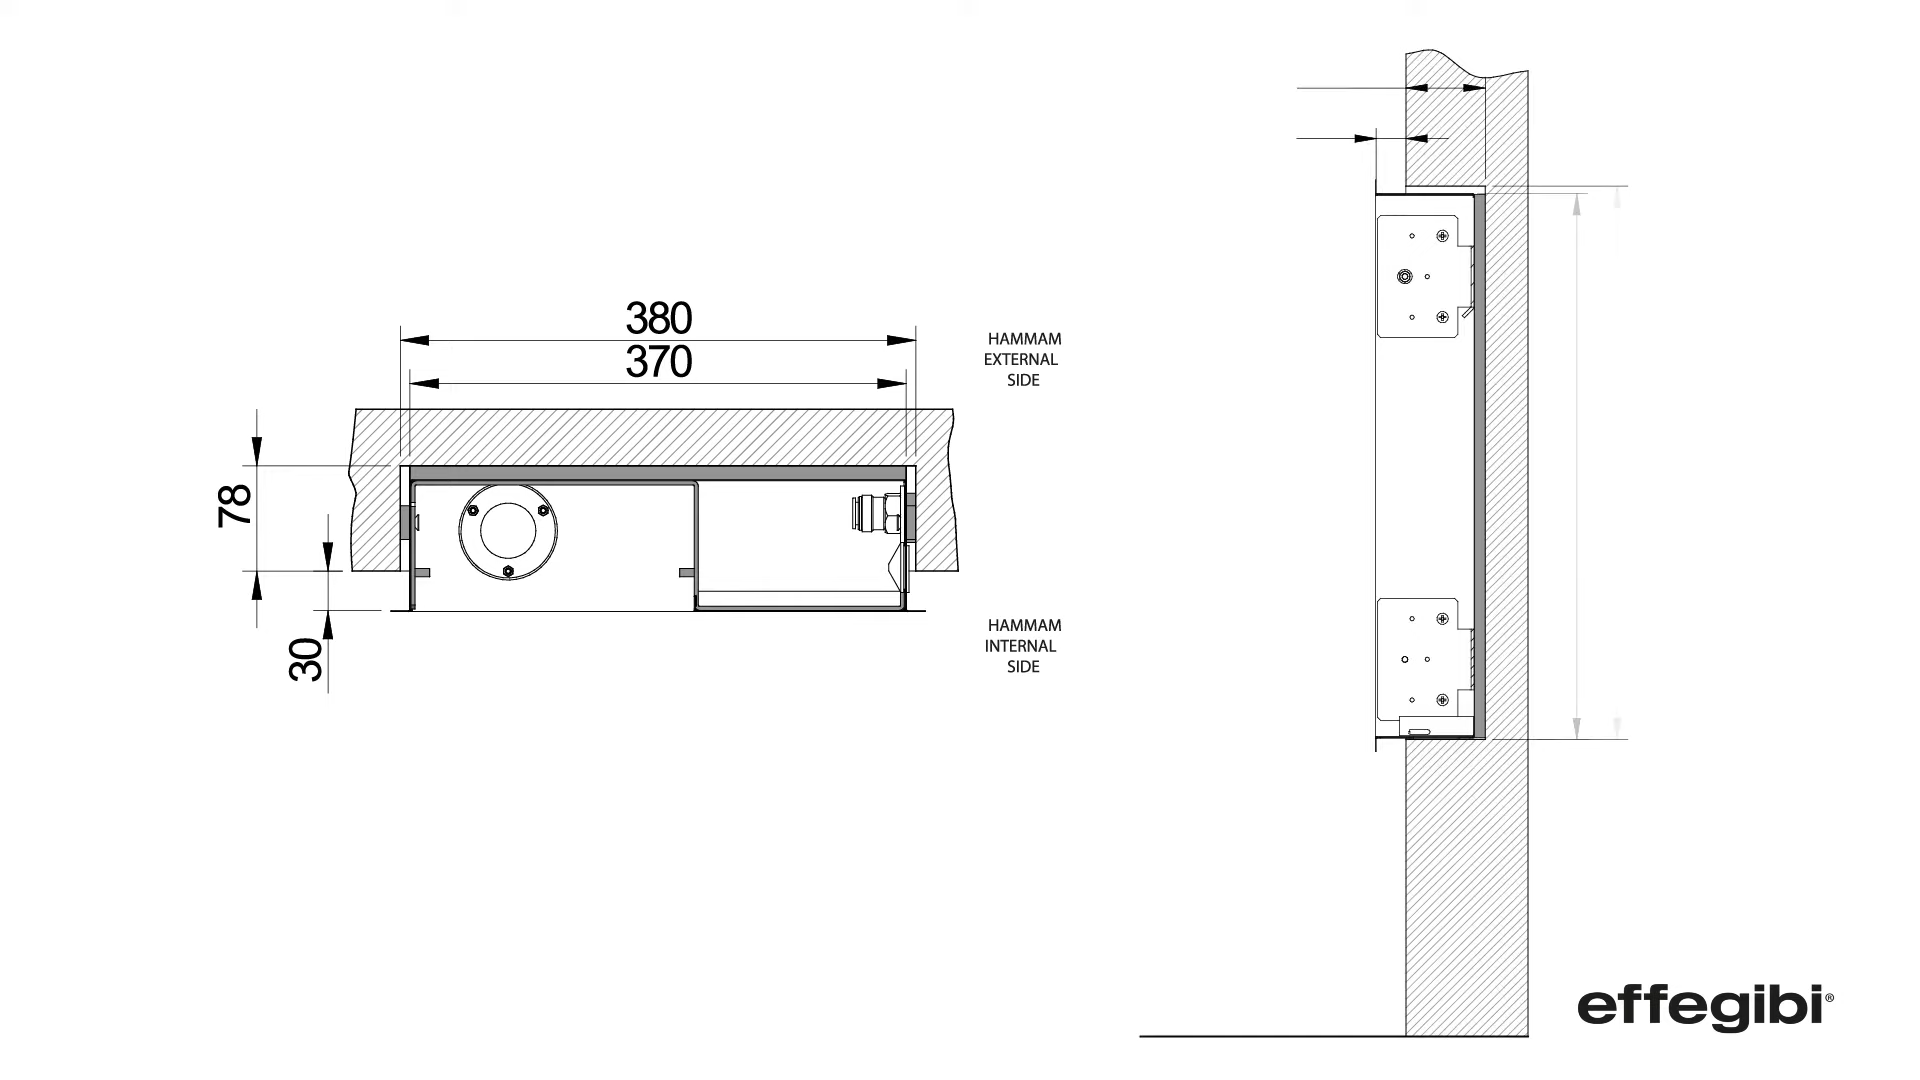 380
370
HAMMAM
EXTERNAL
SIDE
78
30
HAMMAM
INTERNAL
SIDE
effegibi®